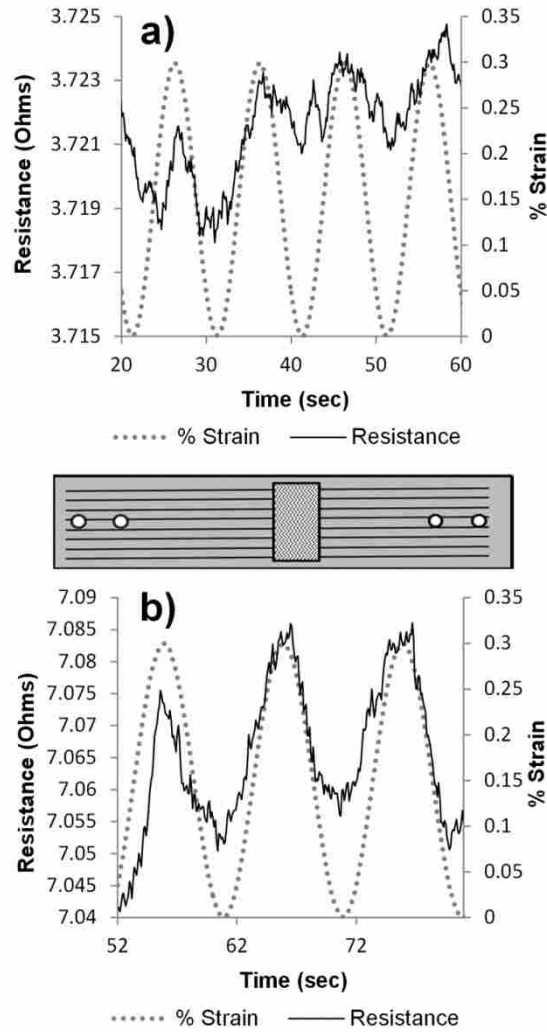 a)
3.725
3.723
3.721
3.719
3.717
3.715
Resistance (Ohms)
0.35
0.3
0.25
0.2
0.15
0.1
0.05
0
% Strain
20 30 40 50 60
Time (sec)
% Strain Resistance
b)
7.09
7.085
7.08
7.075
7.07
7.065
7.06
7.055
7.05
7.045
7.04
Resistance (Ohms)
0.35
0.3
0.25
0.2
0.15
0.1
0.05
0
% Strain
52 62 72
Time (sec)
% Strain Resistance